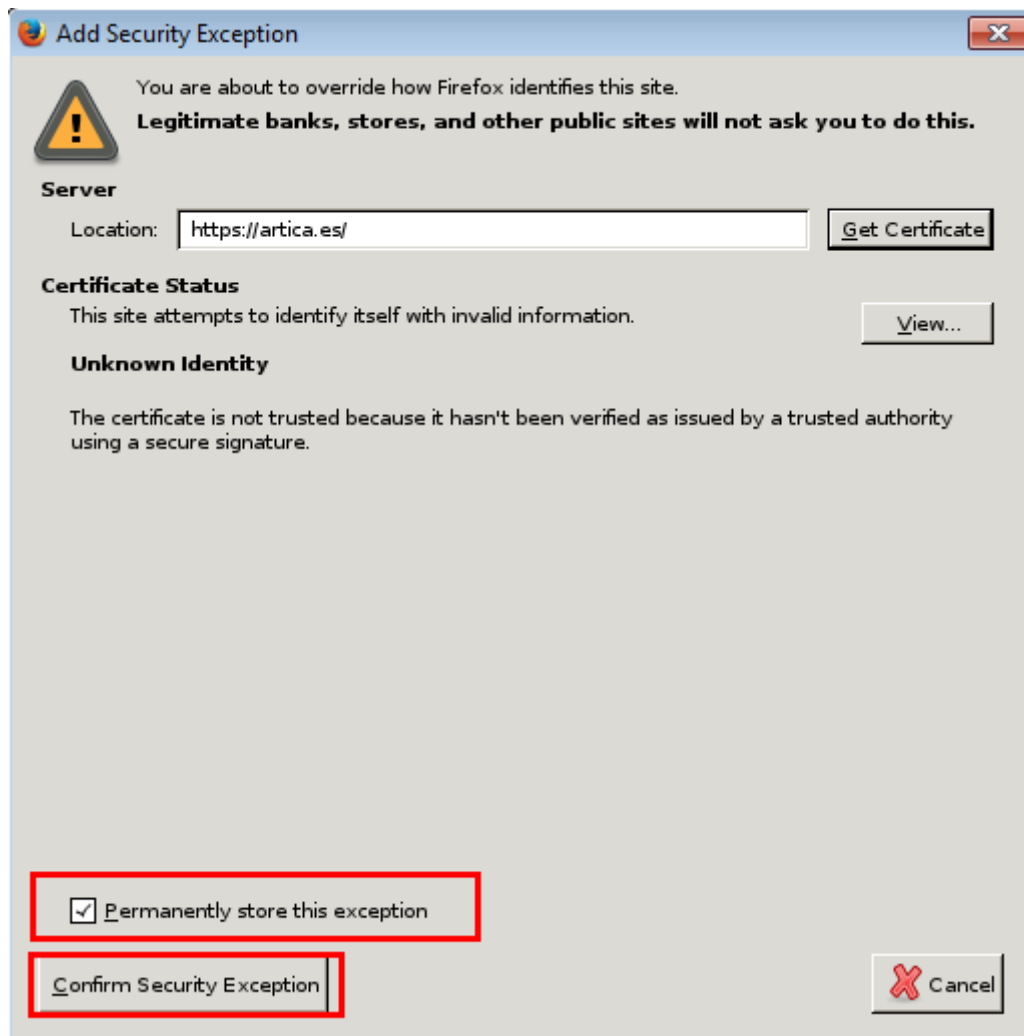 Add Security Exception
You are about to override how Firefox identifies this site.
Legitimate banks, stores, and other public sites will not ask you to do this.
Server
Location: https://artica.es/ Get Certificate
Certificate Status
This site attempts to identify itself with invalid information.
View...
Unknown Identity
The certificate is not trusted because it hasn't been verified as issued by a trusted authority
using a secure signature.
Permanently store this exception
Confirm Security Exception Cancel